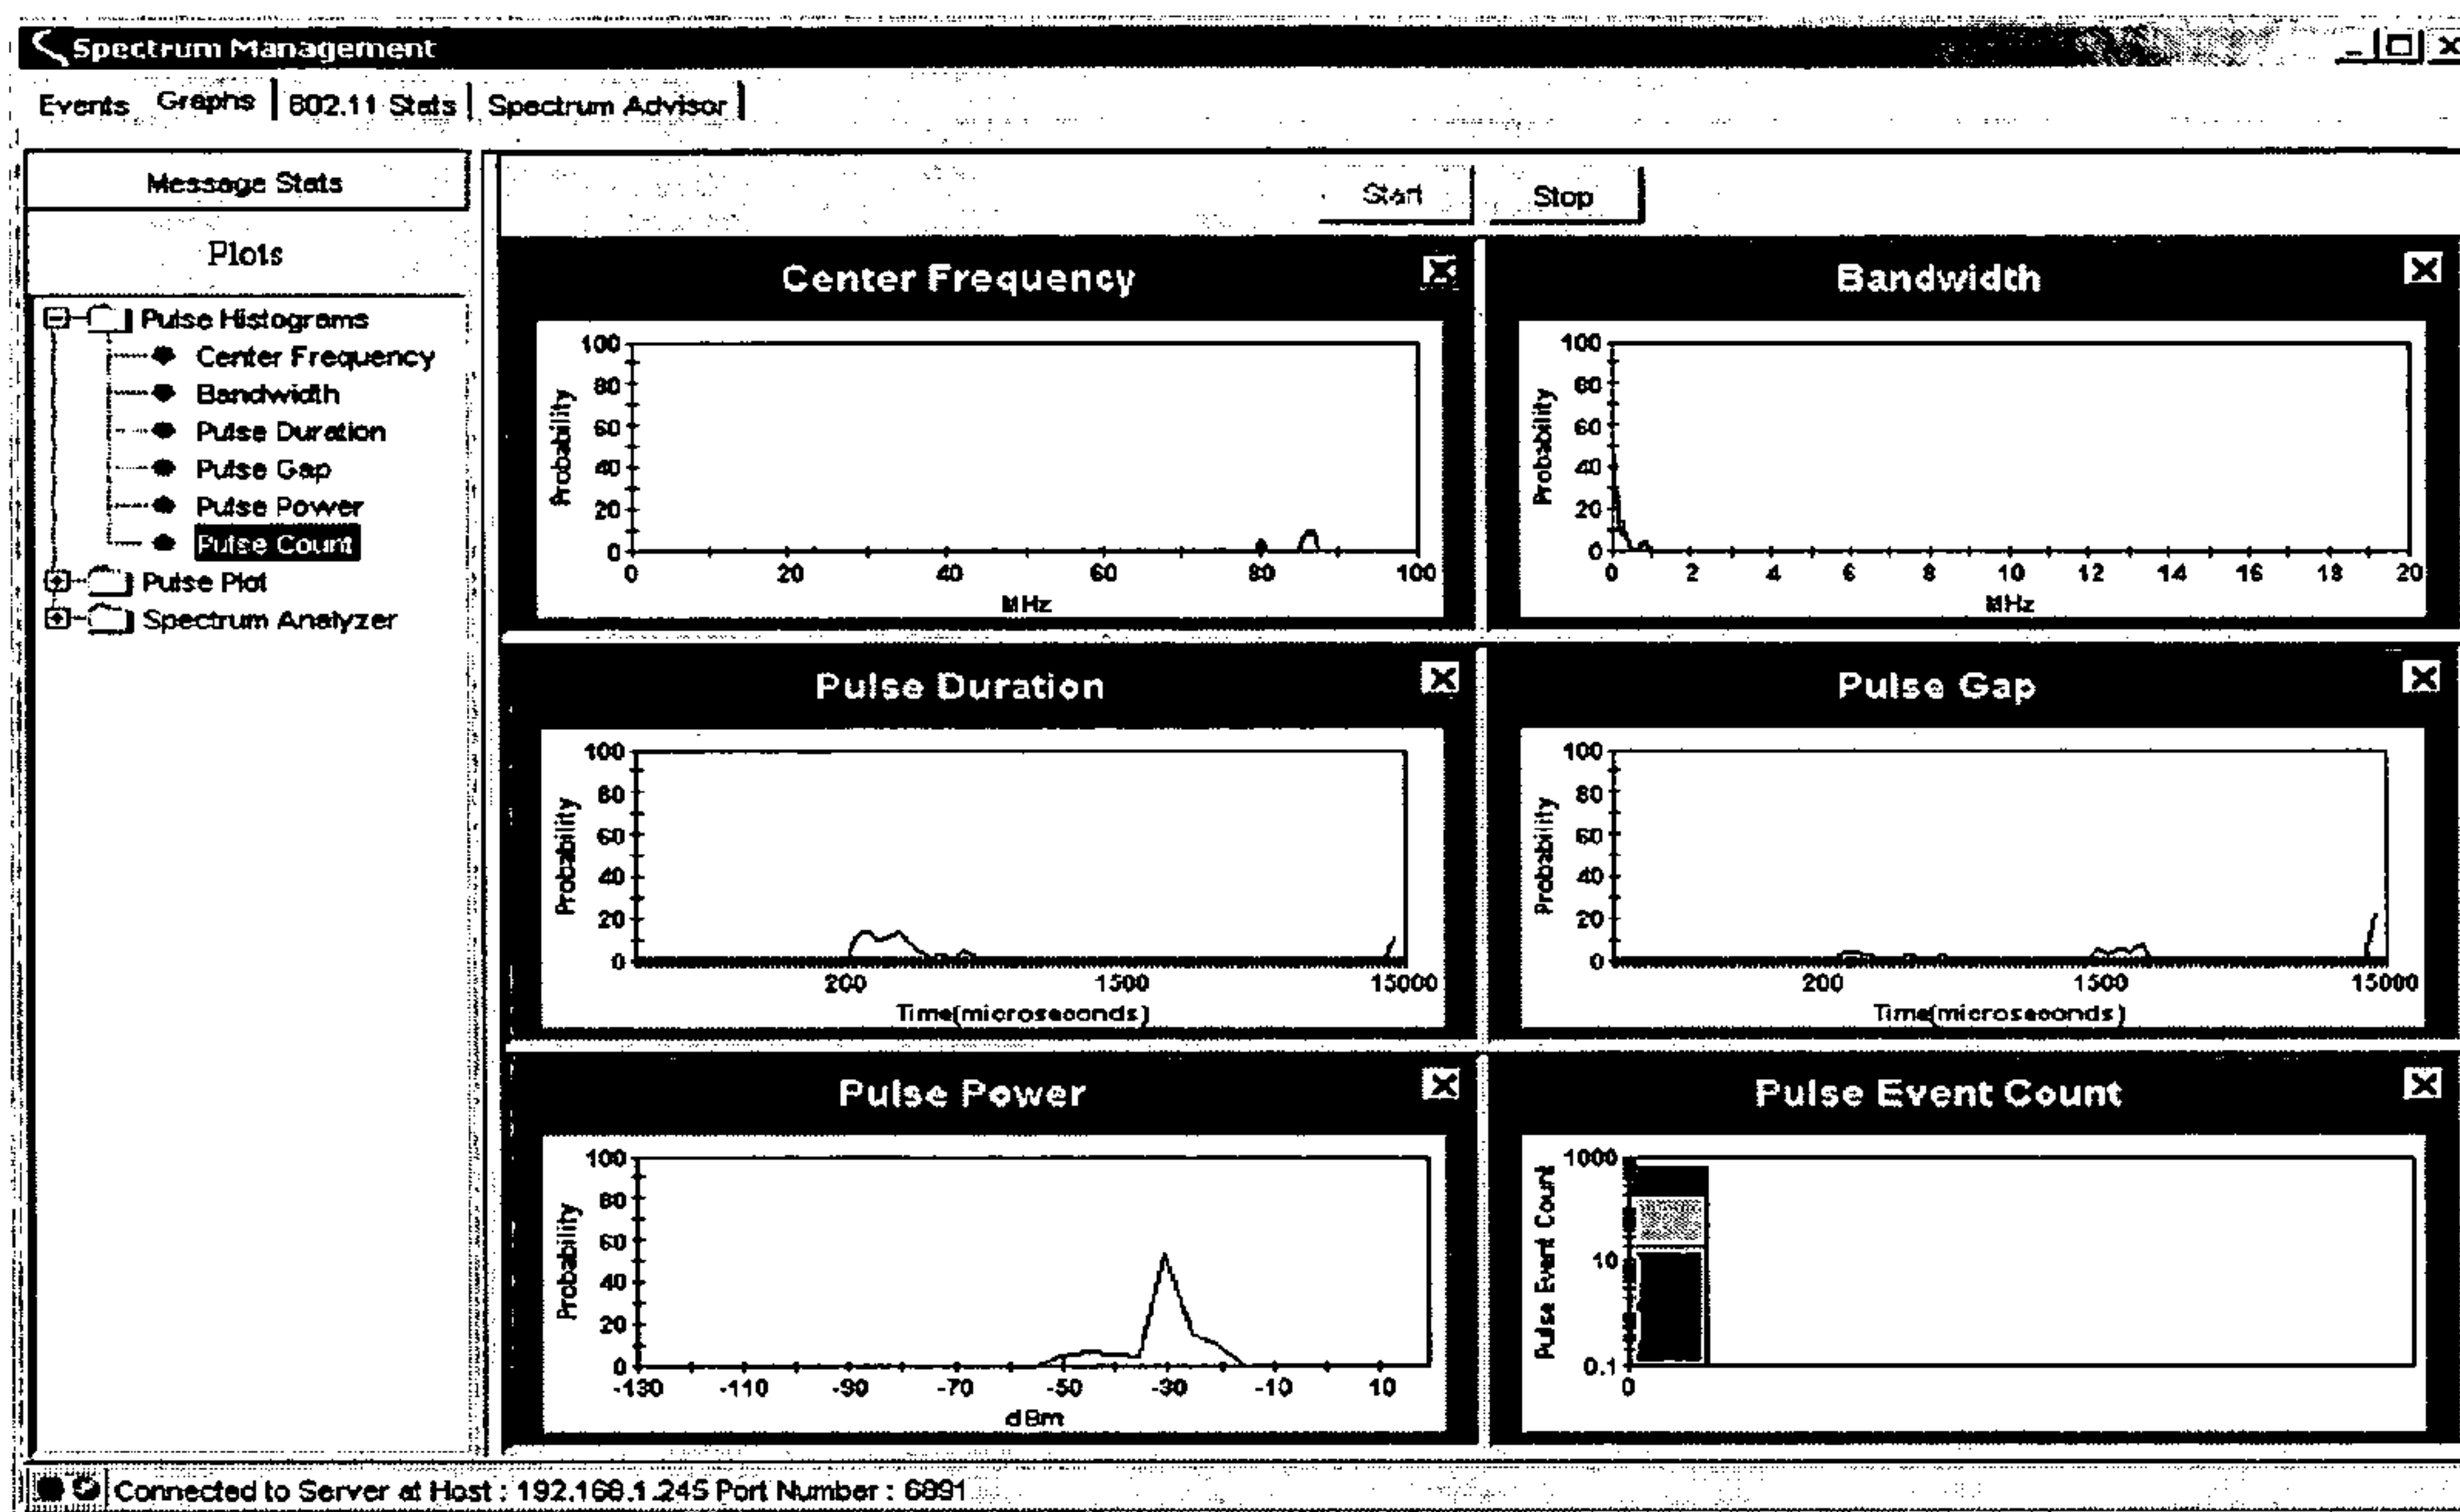 Spectrum Management
Events Graphs 802.11 Stats Spectrum Advisor
Message Stats
Plots
Pulse Histograms
Center Frequency
Bandwidth
Pulse Duration
Pulse Gap
Pulse Power
Pulse Count
Pulse Plot
Spectrum Analyzer
Start Stop
Center Frequency
100
80
60
40
20
0
Probability
0 20 40 60 80 100
MHz
Bandwidth
100
80
60
40
20
0
Probability
0 2 4 6 8 10 12 14 16 18 20
MHz
Pulse Duration
100
80
60
40
20
0
Probability
200 1500 15000
Time(microseconds)
Pulse Gap
100
80
60
40
20
0
Probability
200 1500 15000
Time(microseconds)
Pulse Power
100
80
60
40
20
0
Probability
-130 -110 -90 -70 -50 -30 -10 10
dBm
Pulse Event Count
1000
10
0.1
Pulse Event Count
0
Connected to Server at Host : 192.168.1.245 Port Number : 6891